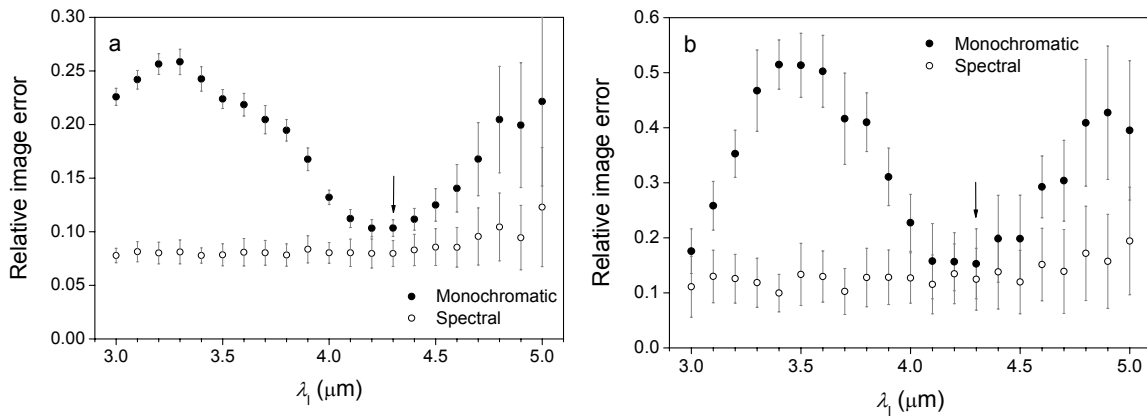 a
Relative image error
0.30
0.25
0.20
0.15
0.10
0.05
0.00
Monochromatic
Spectral
3.0 3.5 4.0 4.5 5.0
λ_l (μm)
b
Relative image error
0.6
0.5
0.4
0.3
0.2
0.1
0.0
Monochromatic
Spectral
3.0 3.5 4.0 4.5 5.0
λ_l (μm)